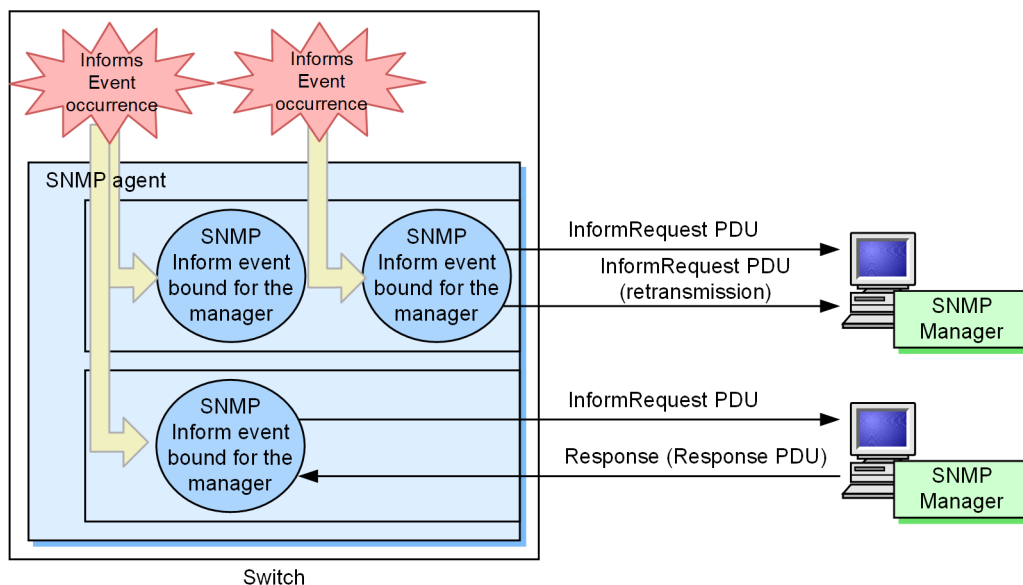 Informs
Event
occurrence
Informs
Event
occurrence
SNMP agent
SNMP
Inform event
bound for the
manager
SNMP
Inform event
bound for the
manager
InformRequest PDU
InformRequest PDU
(retransmission)
SNMP
Manager
SNMP
Inform event
bound for the
manager
InformRequest PDU
Response (Response PDU)
SNMP
Manager
Switch